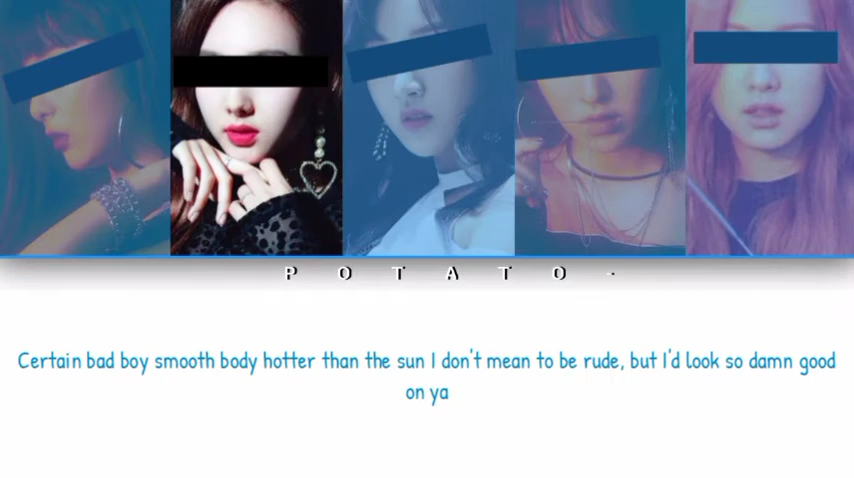 P O T A T O -
Certain bad boy smooth body hotter than the sun I don't mean to be rude, but I'd look so damn good
on ya